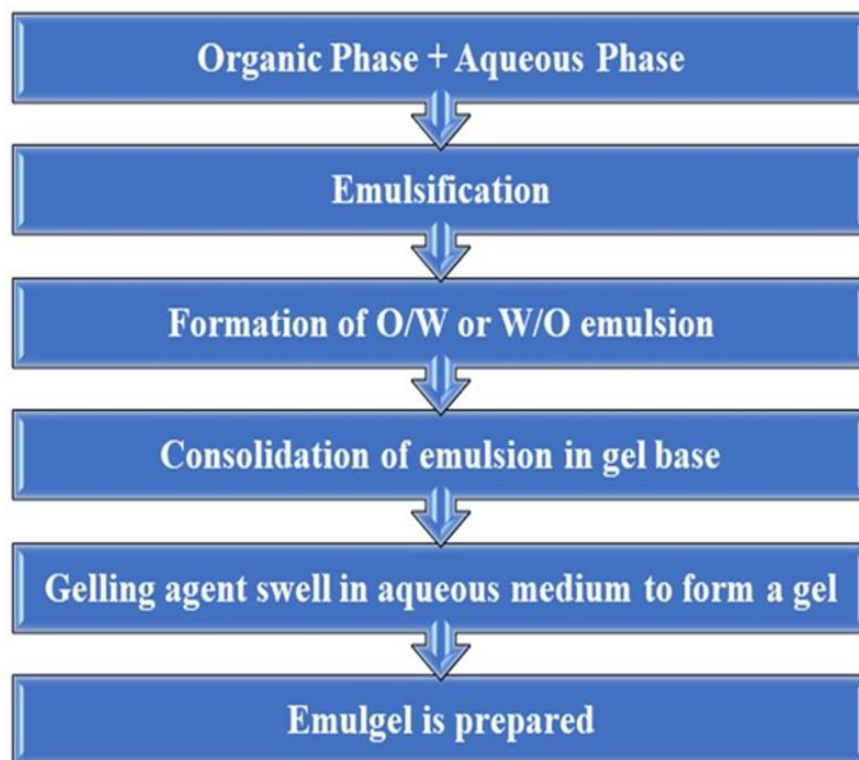 Organic Phase + Aqueous Phase
Emulsification
Formation of O/W or W/O emulsion
Consolidation of emulsion in gel base
Gelling agent swell in aqueous medium to form a gel
Emulgel is prepared